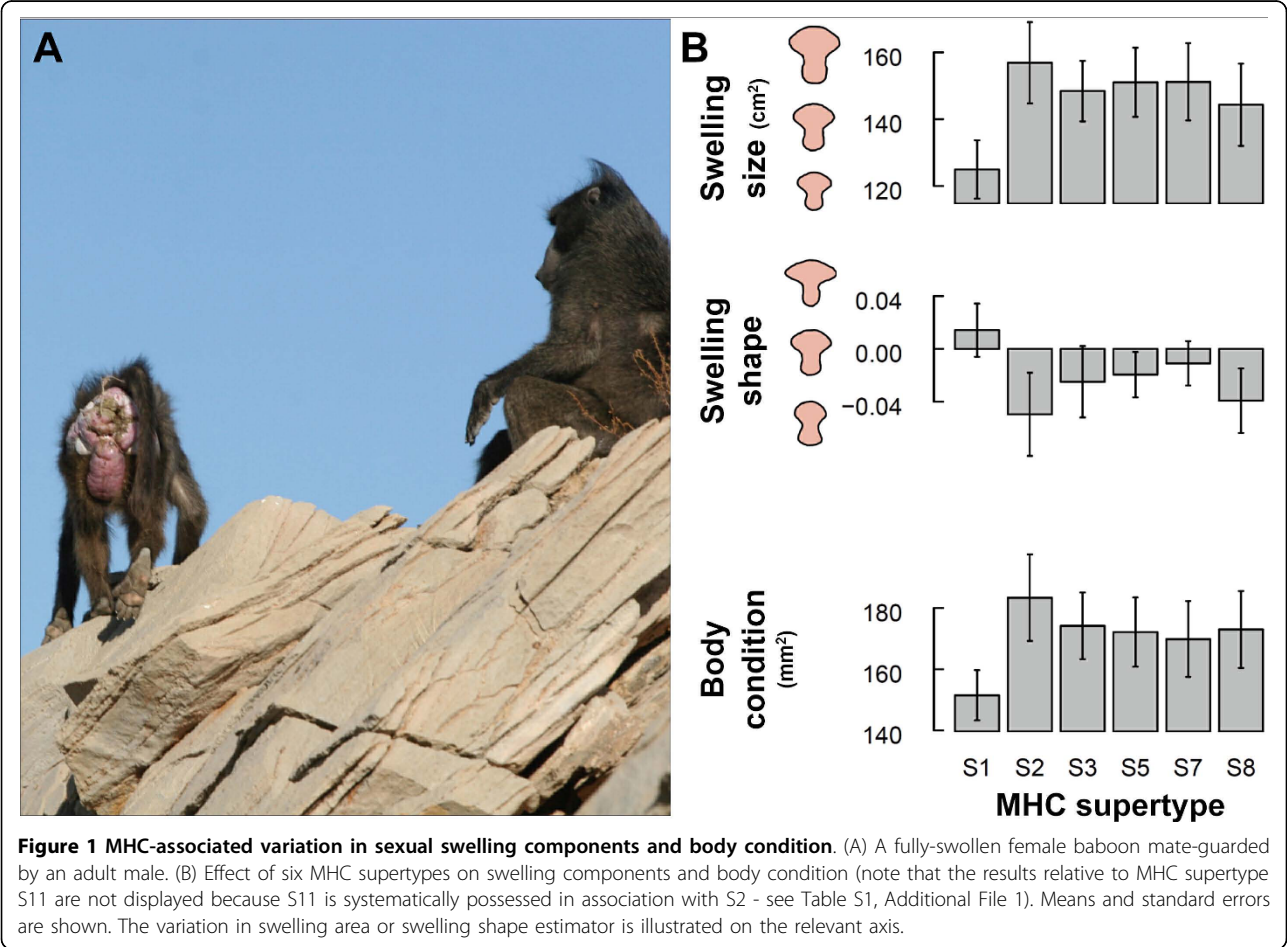 A
B
Swelling
size (cm²)
160
140
120
Swelling
shape
0.04
0.00
−0.04
Body
condition
(mm²)
180
160
140
S1 S2 S3 S5 S7 S8
MHC supertype
Figure 1 MHC-associated variation in sexual swelling components and body condition. (A) A fully-swollen female baboon mate-guarded
by an adult male. (B) Effect of six MHC supertypes on swelling components and body condition (note that the results relative to MHC supertype
S11 are not displayed because S11 is systematically possessed in association with S2 - see Table S1, Additional File 1). Means and standard errors
are shown. The variation in swelling area or swelling shape estimator is illustrated on the relevant axis.